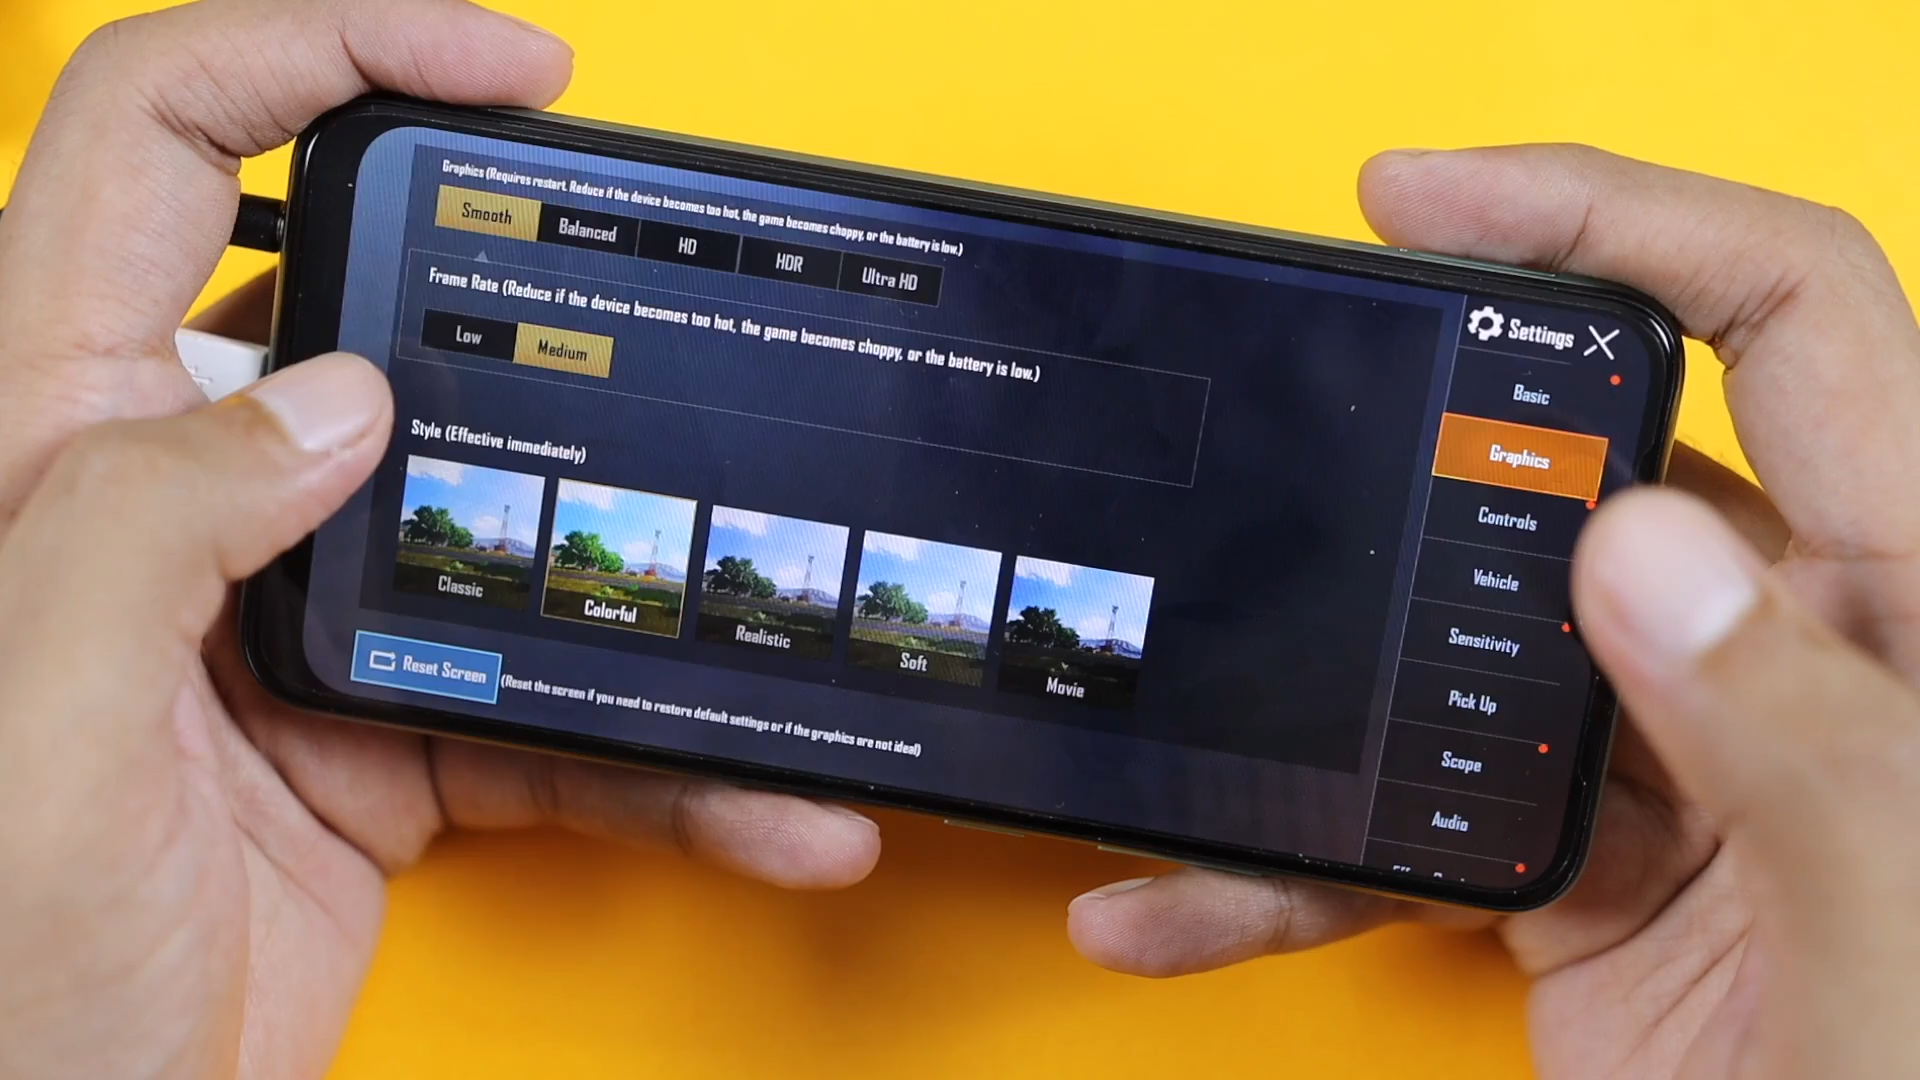 Graphics (Requires restart. Reduce if the device becomes too hot, the game becomes choppy, or the battery is low.)
Smooth
Balanced
HD
HDR
Ultra HD
Frame Rate (Reduce if the device becomes too hot, the game becomes choppy, or the battery is low.)
Low
Medium
Style (Effective immediately)
Classic
Colorful
Realistic
Soft
Movie
Reset Screen
(Reset the screen if you need to restore default settings or if the graphics are not ideal)
Settings
Basic
Graphics
Controls
Vehicle
Sensitivity
Pick Up
Scope
Audio